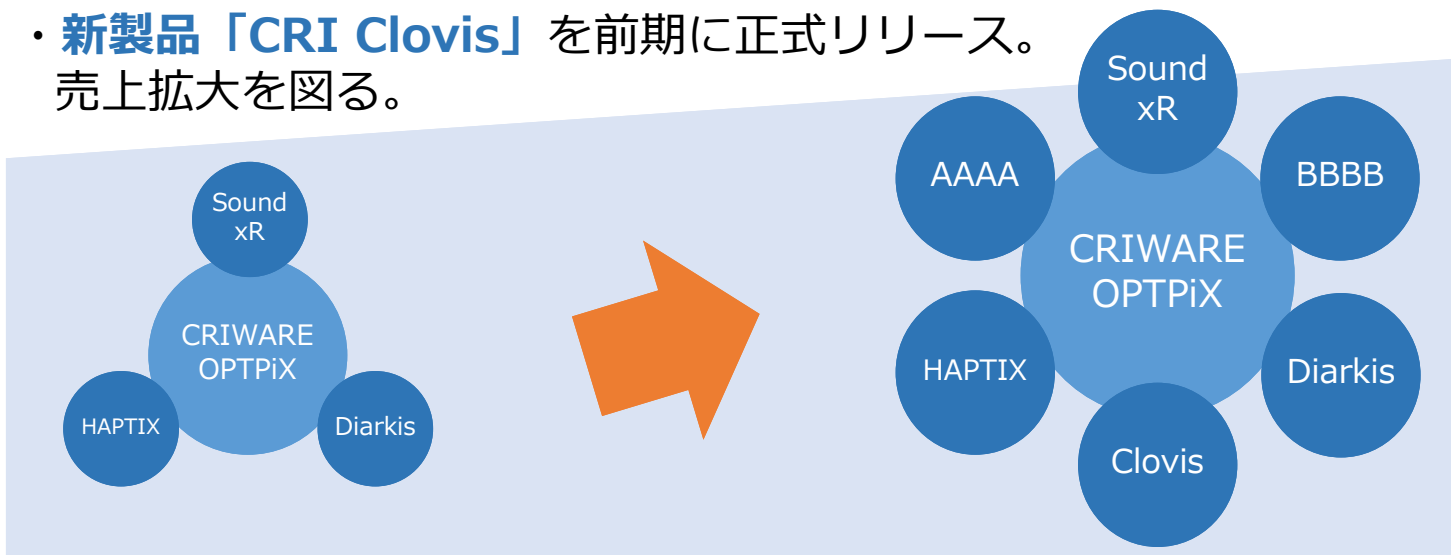 ・新製品「CRI Clovis」を前期に正式リリース。
売上拡大を図る。
Sound
xR
CRIWARE
OPTPiX
HAPTIX
Diarkis
Sound
xR
AAAA
BBBB
CRIWARE
OPTPiX
HAPTIX
Diarkis
Clovis